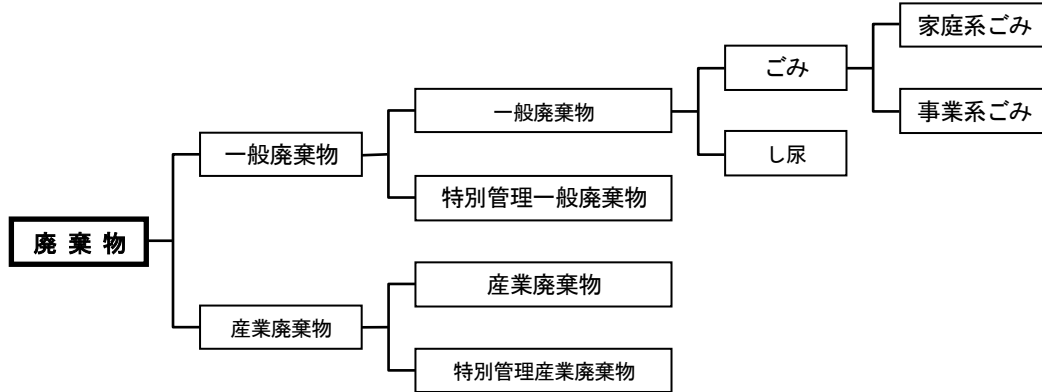 家庭系ごみ
ごみ
一般廃棄物
事業系ごみ
一般廃棄物
し尿
特別管理一般廃棄物
廃棄物
産業廃棄物
産業廃棄物
特別管理産業廃棄物